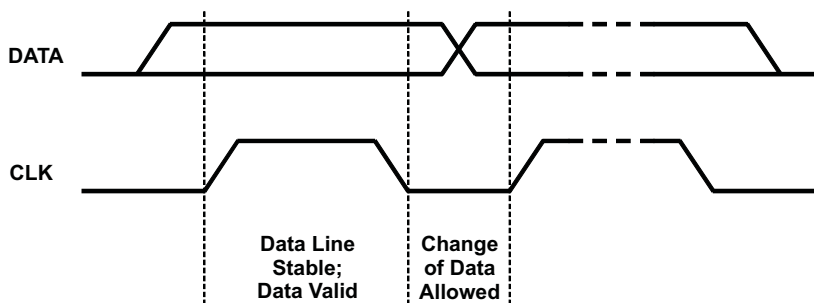 DATA
CLK
Data Line
Stable;
Data Valid
Change
of Data
Allowed